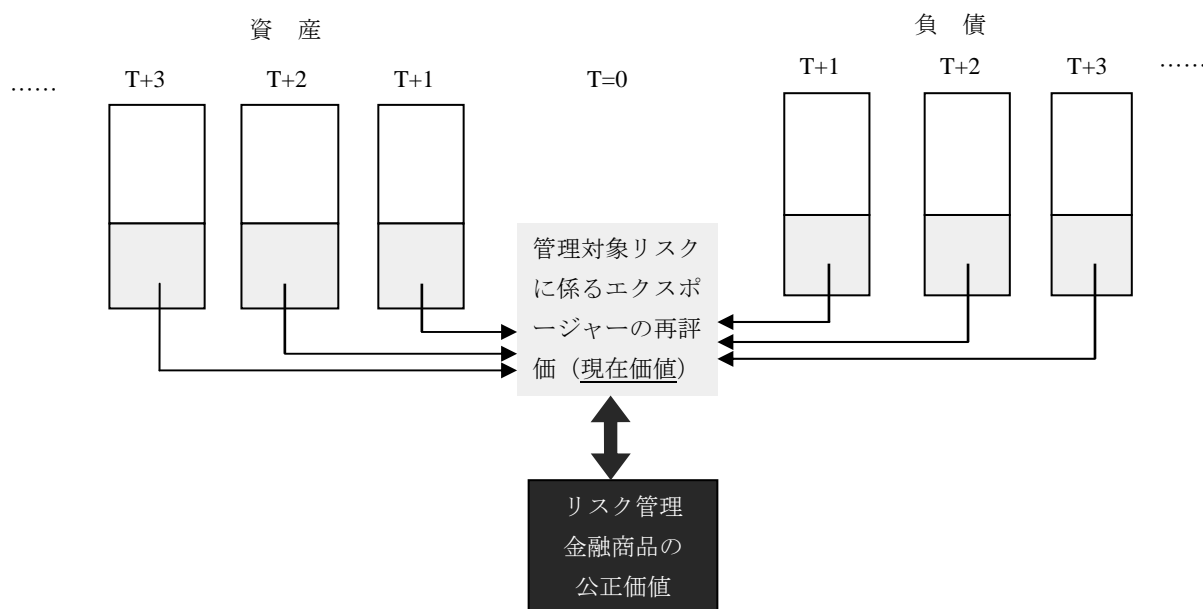 資 産
負 債
…… T+3 T+2 T+1 T=0 T+1 T+2 T+3 ……
管理対象リスク
に係るエクスポ
ージャーの再評
価（現在価値）
リスク管理
金融商品の
公正価値